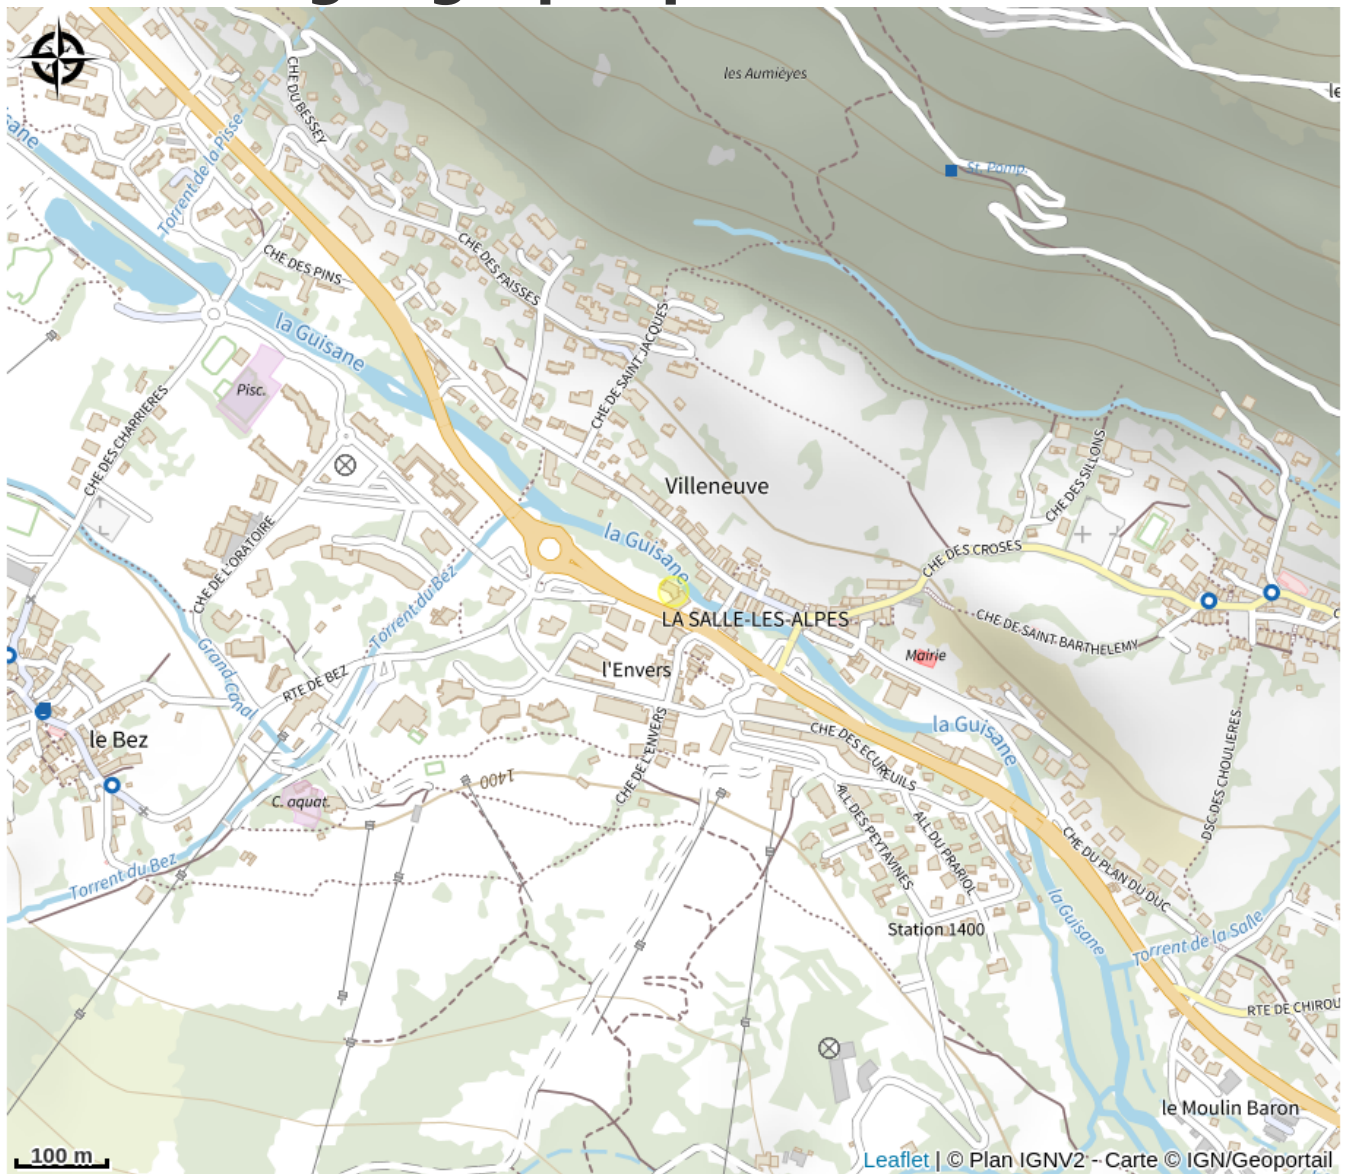 les Aumièyes
le
CHE DU BESSEY
sane
Torrent de la Pisse
St. Pomp.
CHE DES PINS
CHE DES FAISSES
la Guisane
CHE DE SAINT JACQUES
Pisc.
CHE DES CHARRIERES
Villeneuve
CHE DES SILLONS
CHE DE L'ORATOIRE
la Guisane
CHE DES CROSES
Torrent du Bez
LA SALLE-LES-ALPES
CHE DE SAINT-BARTHELEMY
Mairie
l'Envers
Grand Canal
RTE DE BEZ
le Bez
la Guisane
CHE DES ECUREUILS
CHE DE L'ENVERS
DSC DES CHOULIERES
1400
C. aquat.
ALL DES PEYTAVINES
ALL DU PRARIOL
CHE DU PLAN DU DUC
Torrent du Bez
la Guisane
Station 1400
Torrent de la Salle
RTE DE CHIROU
le Moulin Baron
100 m
Leaflet | © Plan IGNV2 - Carte © IGN/Geoportail